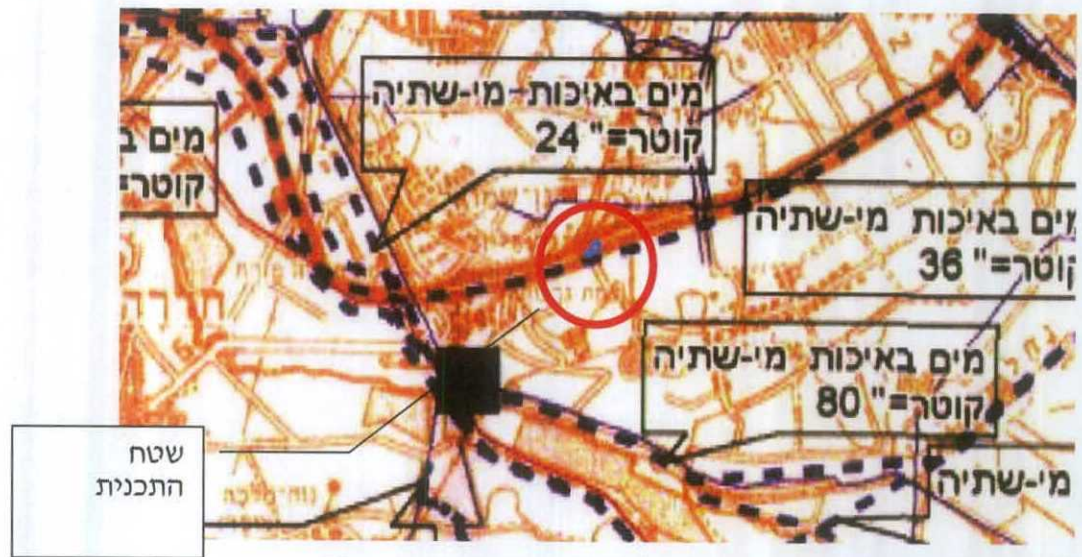 מים באיכות מי-שתיה
קוטר="24
מים ב
קוטר=
מים באיכות מי-שתיה
קוטר="36
מים באיכות מי-שתיה
קוטר="80
מי-שתיה
חדרה
שטח
התכנית